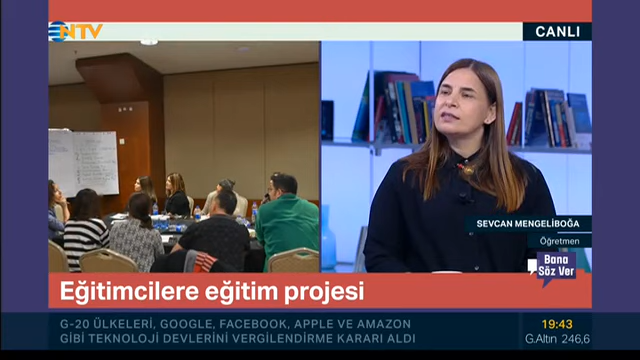 NTV
CANLI
SEVCAN MENGELİBOĞA
Öğretmen
Bana
Söz Ver
Eğitimcilere eğitim projesi
G-20 ÜLKELERİ, GOOGLE, FACEBOOK, APPLE VE AMAZON
GİBİ TEKNOLOJİ DEVLERİNİ VERGİLENDİRME KARARI ALDI
19:43
G.Altın 246,6